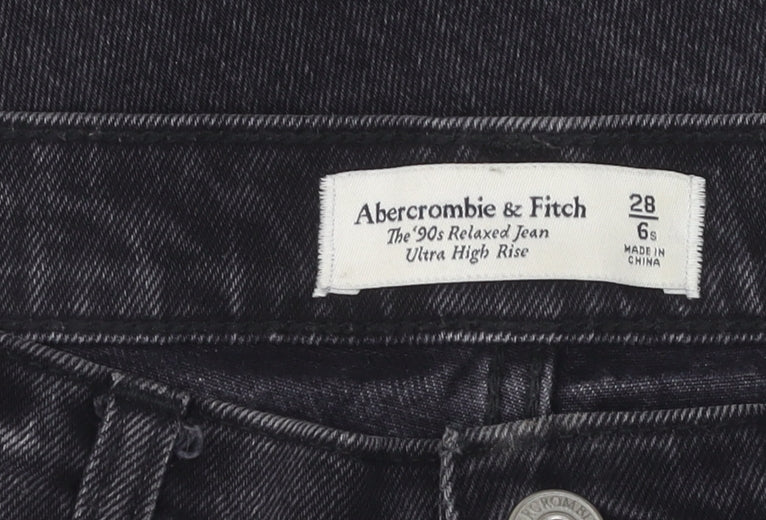 Abercrombie & Fitch
The '90s Relaxed Jean
Ultra High Rise
28
6s
MADE IN
CHINA